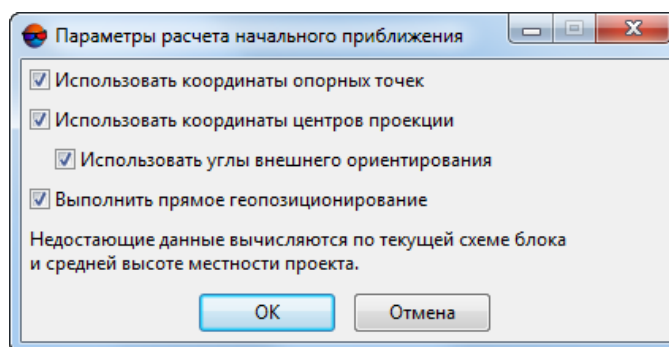 Параметры расчета начального приближения
Использовать координаты опорных точек
Использовать координаты центров проекции
Использовать углы внешнего ориентирования
Выполнить прямое геопозиционирование
Недостающие данные вычисляются по текущей схеме блока
и средней высоте местности проекта.
OK
Отмена